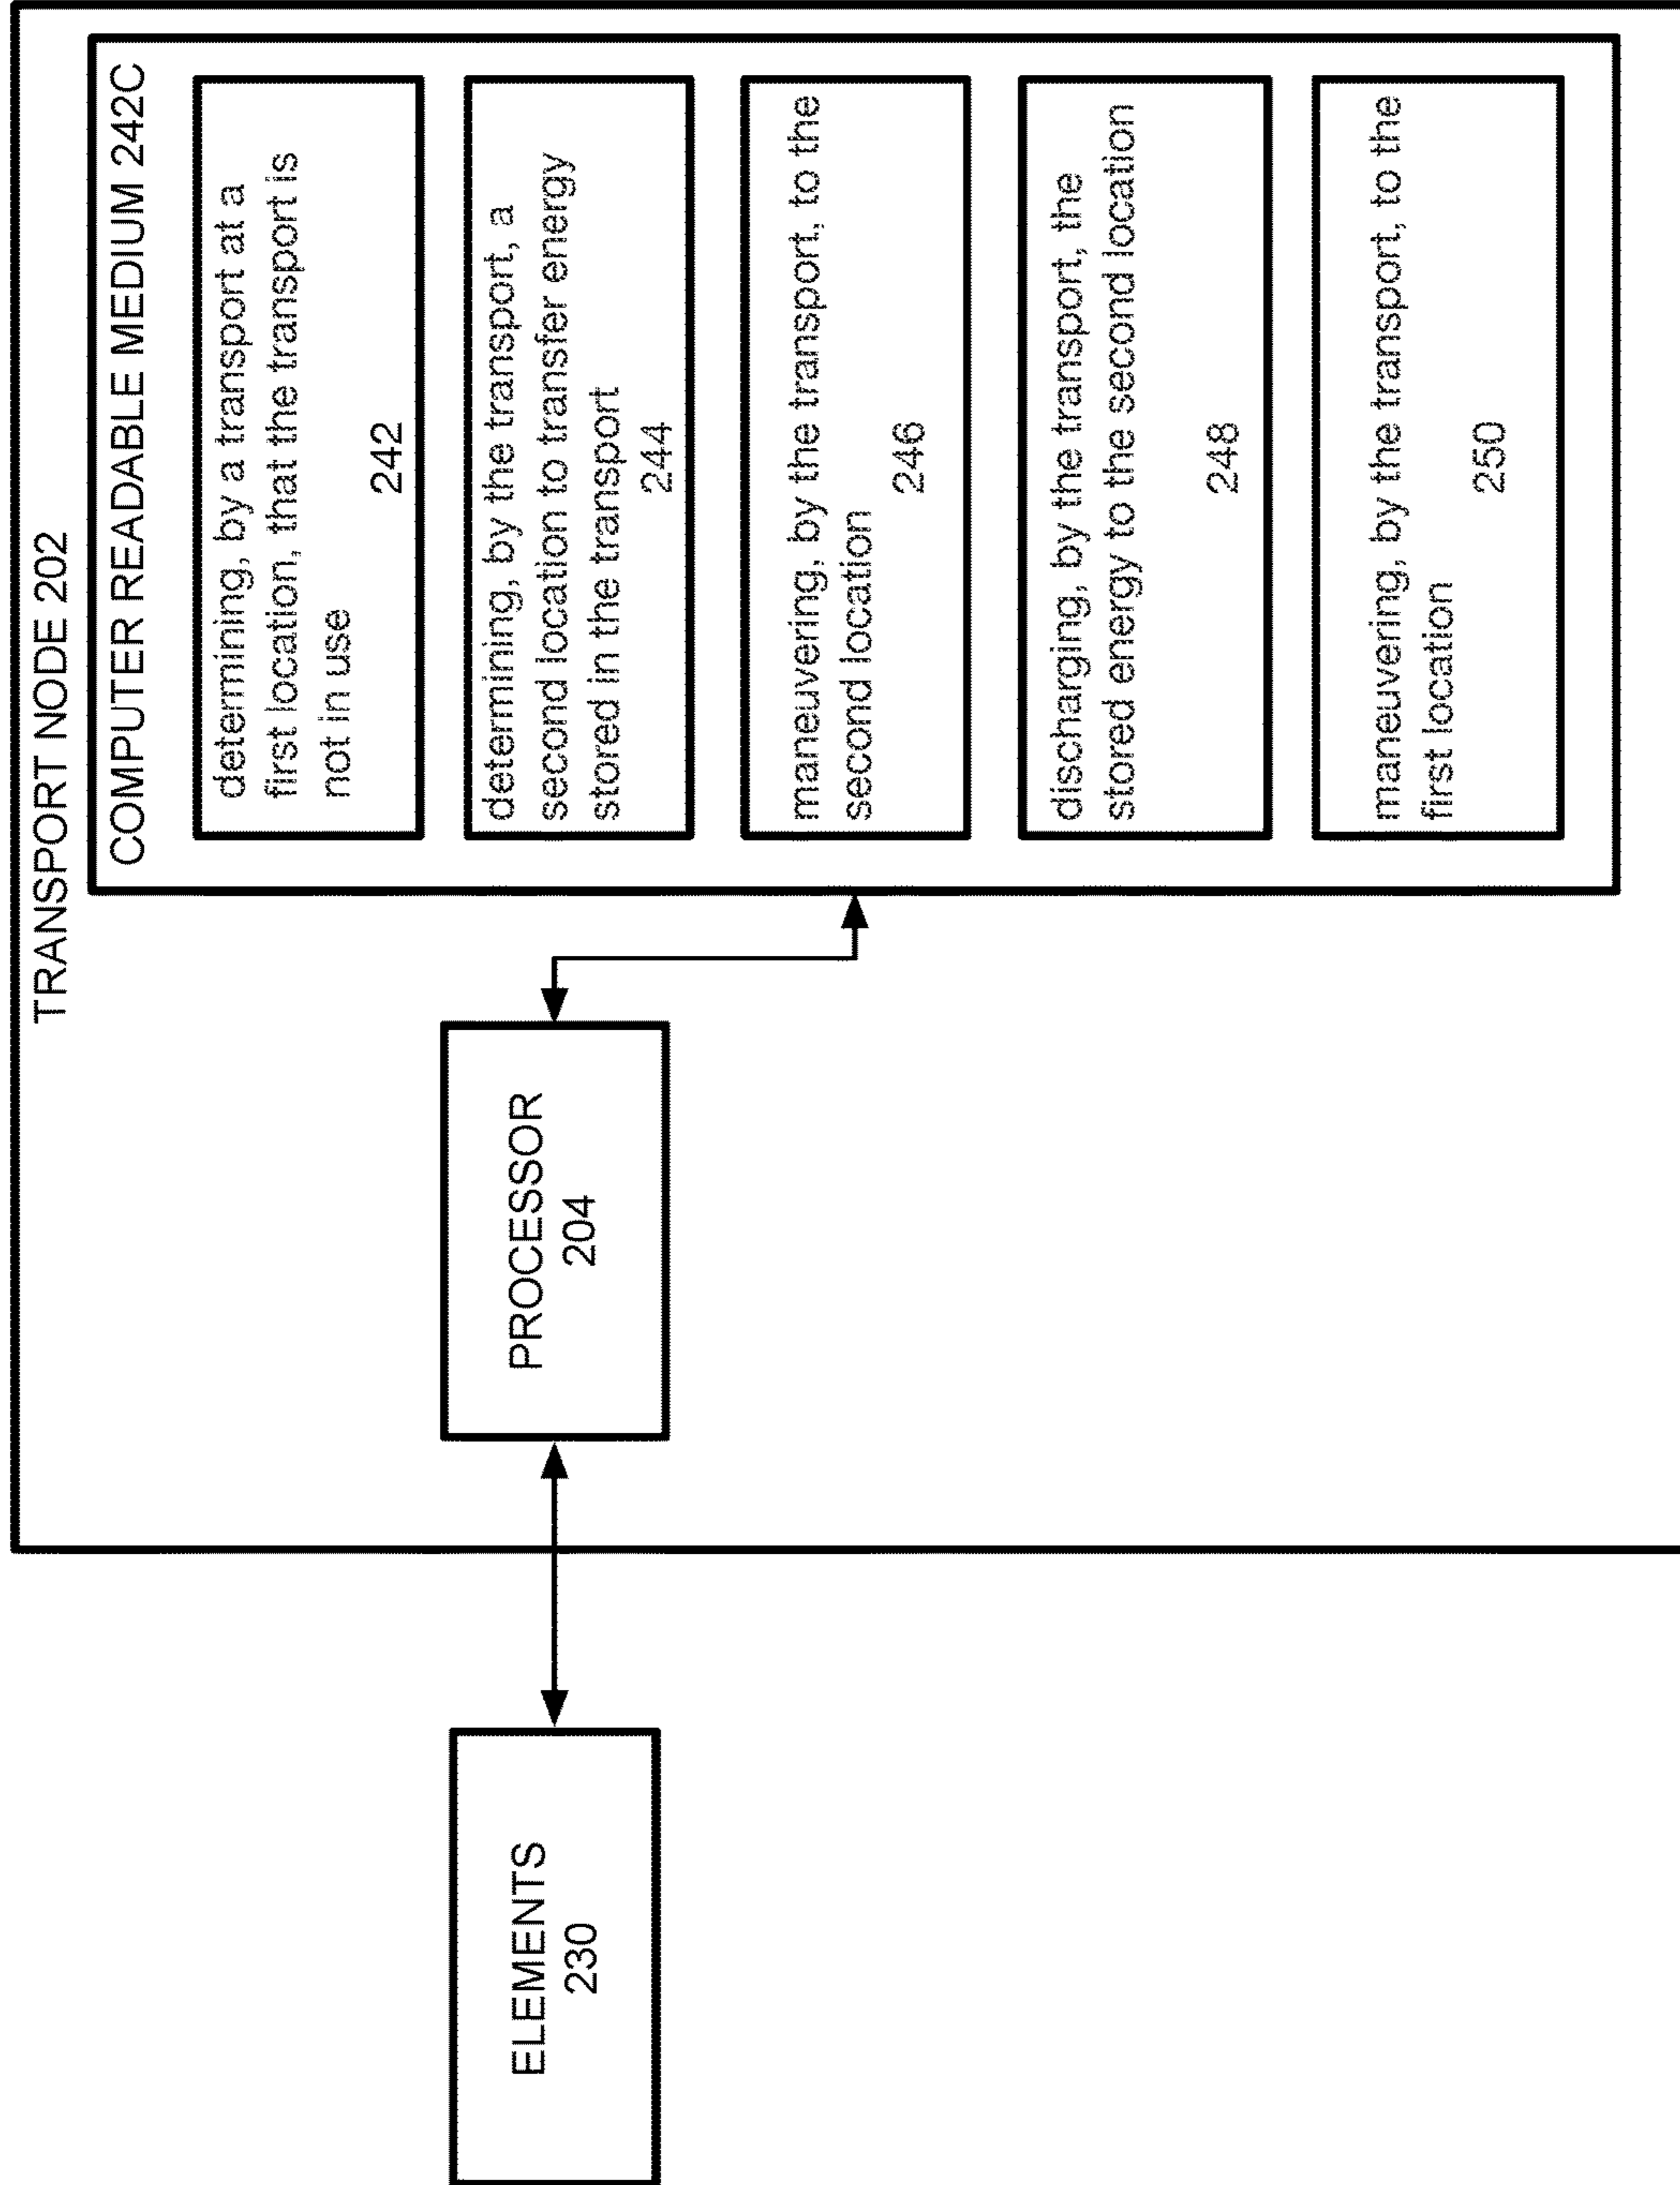 TRANSPORT NODE 202
COMPUTER READABLE MEDIUM 242C
determining, by a transport at a
first location, that the transport is
not in use
242
determining, by the transport, a
second location to transfer energy
stored in the transport
244
maneuvering, by the transport, to the
second location
246
discharging, by the transport, the
stored energy to the second location
248
maneuvering, by the transport, to the
first location
250
PROCESSOR
204
ELEMENTS
230